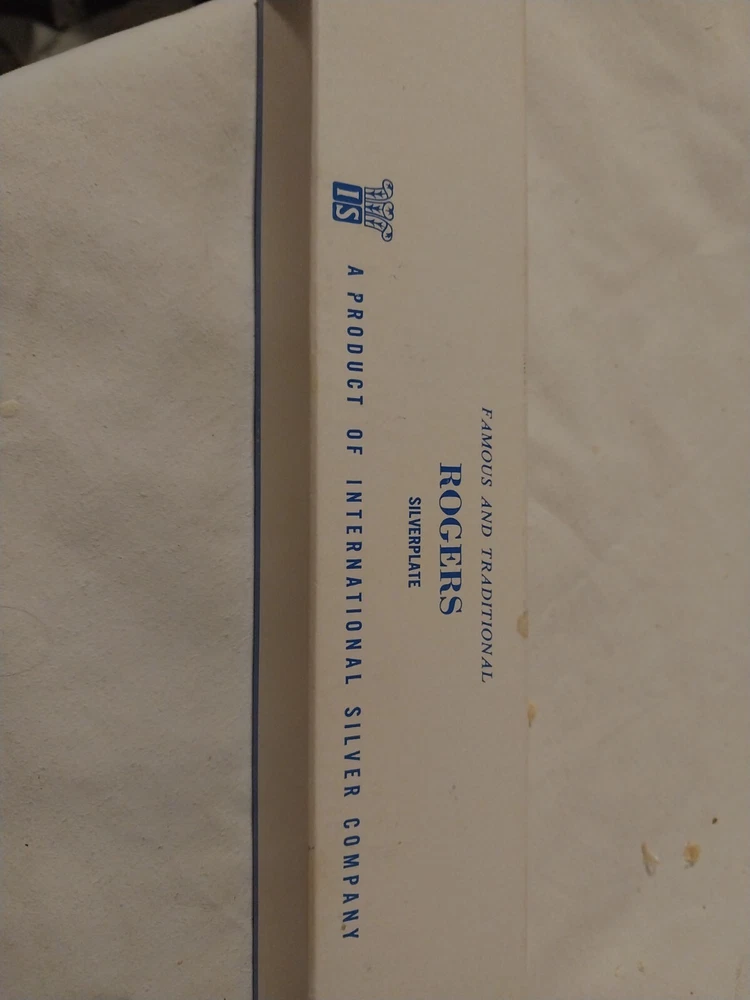 FAMOUS AND TRADITIONAL
ROGERS
SILVERPLATE
IS A PRODUCT OF INTERNATIONAL SILVER COMPANY